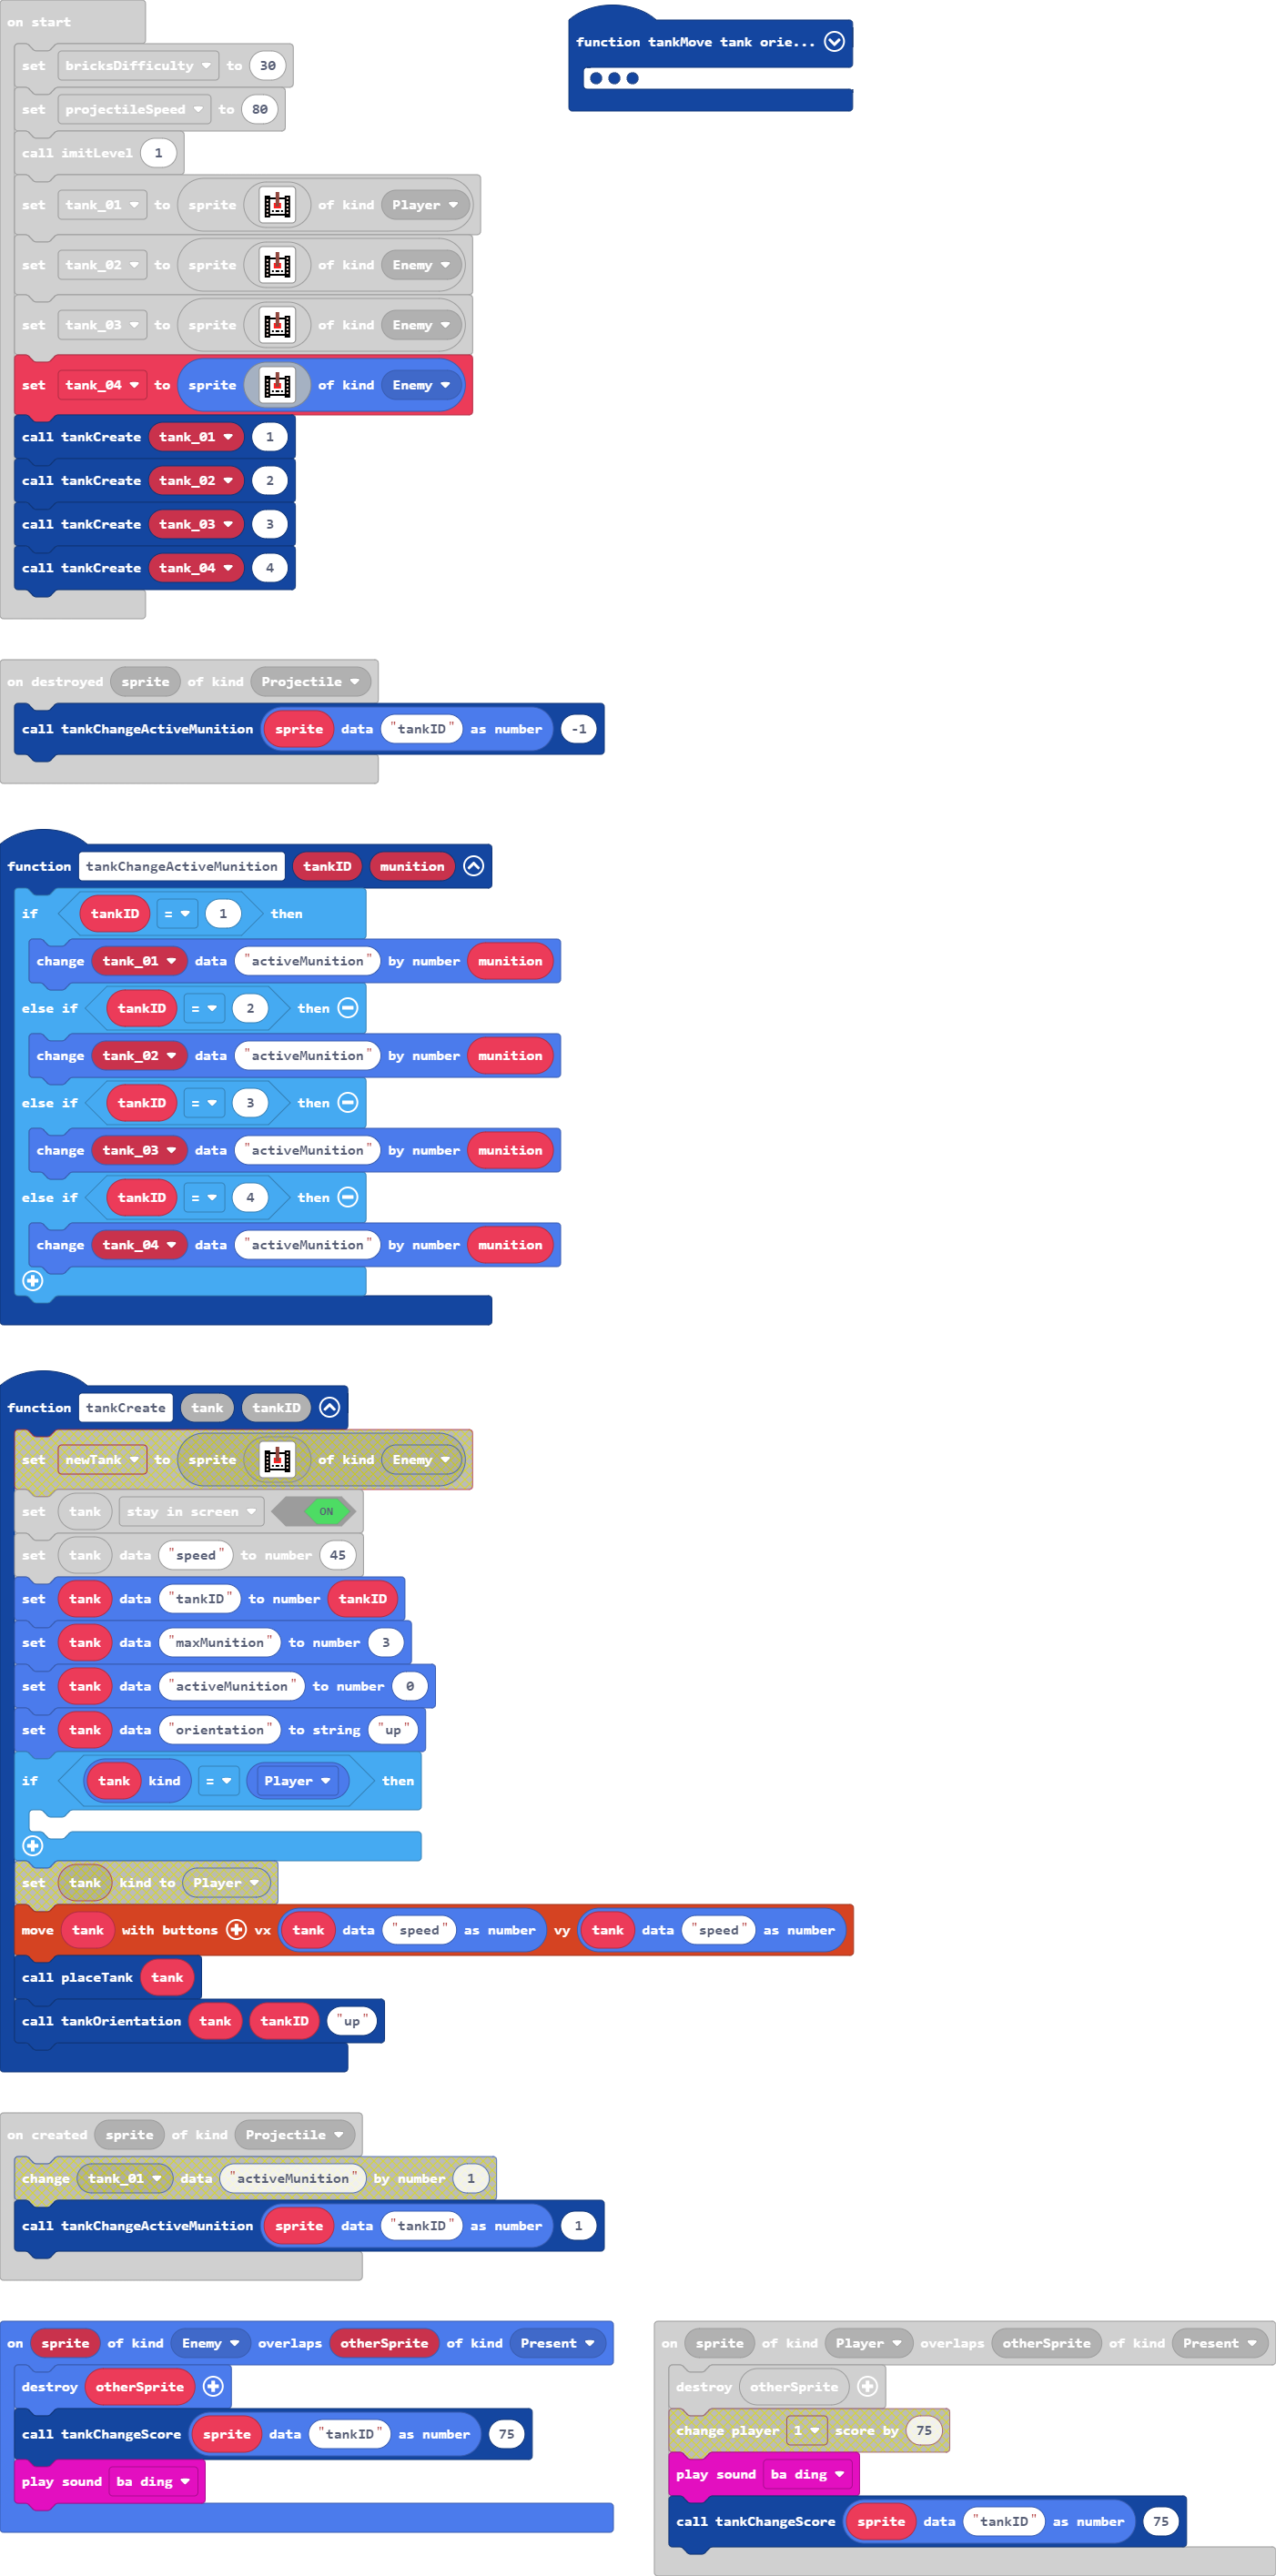 on start
set bricksDifficulty to 30
set projectileSpeed to 80
call imitLevel 1
set tank_01 to sprite of kind Player
set tank_02 to sprite of kind Enemy
set tank_03 to sprite of kind Enemy
set tank_04 to sprite of kind Enemy
call tankCreate tank_01 1
call tankCreate tank_02 2
call tankCreate tank_03 3
call tankCreate tank_04 4
function tankMove tank orie...
on destroyed sprite of kind Projectile
call tankChangeActiveMunition sprite data "tankID" as number -1
function tankChangeActiveMunition tankID munition
if tankID = 1 then
change tank_01 data "activeMunition" by number munition
else if tankID = 2 then
change tank_02 data "activeMunition" by number munition
else if tankID = 3 then
change tank_03 data "activeMunition" by number munition
else if tankID = 4 then
change tank_04 data "activeMunition" by number munition
function tankCreate tank tankID
set newTank to sprite of kind Enemy
set tank stay in screen ON
set tank data "speed" to number 45
set tank data "tankID" to number tankID
set tank data "maxMunition" to number 3
set tank data "activeMunition" to number 0
set tank data "orientation" to string "up"
if tank kind = Player then
set tank kind to Player
move tank with buttons vx tank data "speed" as number vy tank data "speed" as number
call placeTank tank
call tankOrientation tank tankID "up"
on created sprite of kind Projectile
change tank_01 data "activeMunition" by number 1
call tankChangeActiveMunition sprite data "tankID" as number 1
on sprite of kind Enemy overlaps otherSprite of kind Present
destroy otherSprite
call tankChangeScore sprite data "tankID" as number 75
play sound ba ding
on sprite of kind Player overlaps otherSprite of kind Present
destroy otherSprite
change player 1 score by 75
play sound ba ding
call tankChangeScore sprite data "tankID" as number 75